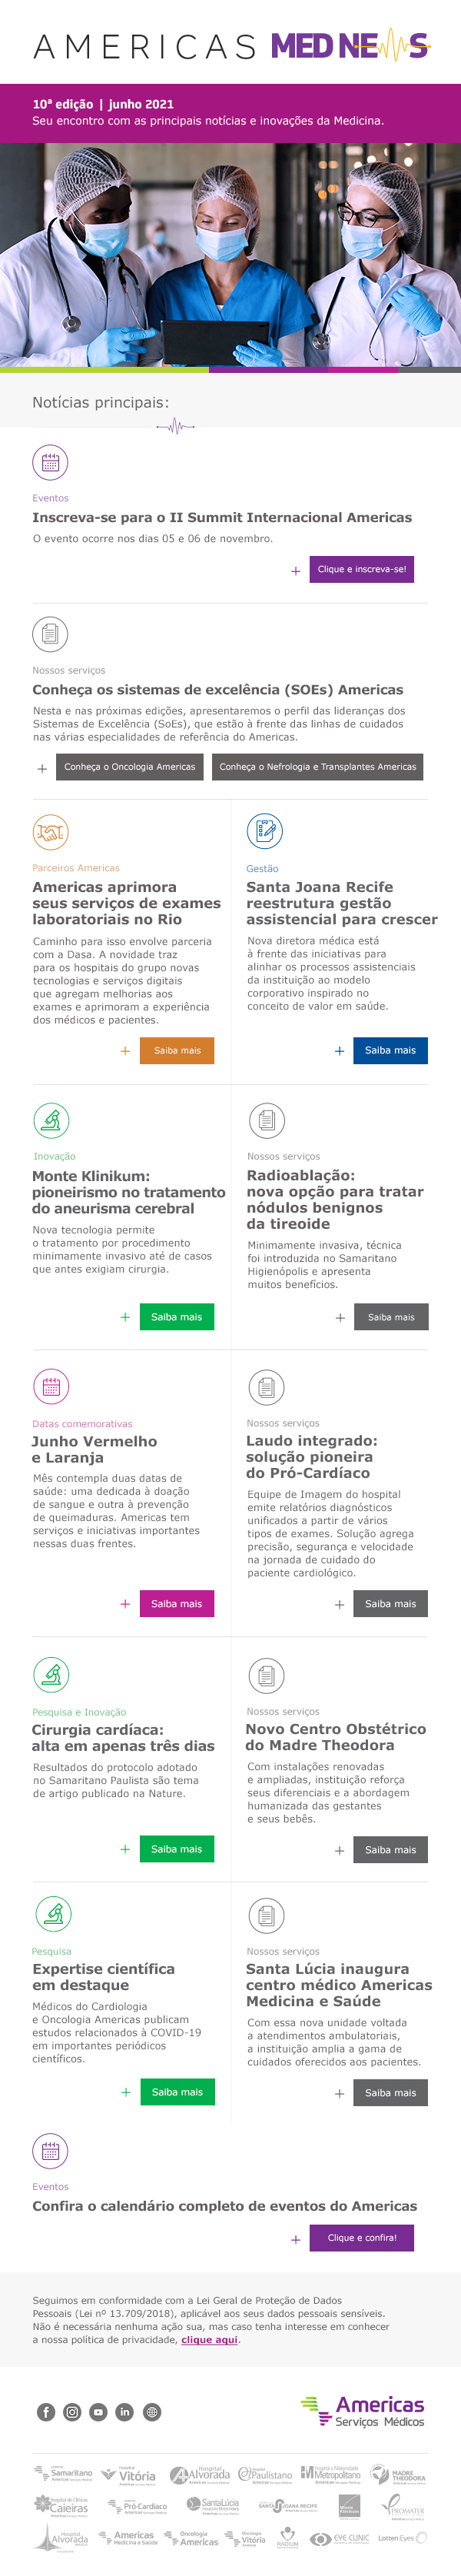 AMERICAS MED NEWS
10ª edição | junho 2021
Seu encontro com as principais notícias e inovações da Medicina.
Notícias principais:
Eventos
Inscreva-se para o II Summit Internacional Americas
O evento ocorre nos dias 05 e 06 de novembro.
+ Clique e inscreva-se!
Nossos serviços
Conheça os sistemas de excelência (SOEs) Americas
Nesta e nas próximas edições, apresentaremos o perfil das lideranças dos
Sistemas de Excelência (SoEs), que estão à frente das linhas de cuidados
nas várias especialidades de referência do Americas.
+ Conheça o Oncologia Americas
Conheça o Nefrologia e Transplantes Americas
Parceiros Americas
Americas aprimora
seus serviços de exames
laboratoriais no Rio
Caminho para isso envolve parceria
com a Dasa. A novidade traz
para os hospitais do grupo novas
tecnologias e serviços digitais
que agregam melhorias aos
exames e aprimoram a experiência
dos médicos e pacientes.
+ Saiba mais
Gestão
Santa Joana Recife
reestrutura gestão
assistencial para crescer
Nova diretora médica está
à frente das iniciativas para
alinhar os processos assistenciais
da instituição ao modelo
corporativo inspirado no
conceito de valor em saúde.
+ Saiba mais
Inovação
Monte Klinikum:
pioneirismo no tratamento
do aneurisma cerebral
Nova tecnologia permite
o tratamento por procedimento
minimamente invasivo até de casos
que antes exigiam cirurgia.
+ Saiba mais
Nossos serviços
Radioablação:
nova opção para tratar
nódulos benignos
da tireoide
Minimamente invasiva, técnica
foi introduzida no Samaritano
Higienópolis e apresenta
muitos benefícios.
+ Saiba mais
Datas comemorativas
Junho Vermelho
e Laranja
Mês contempla duas datas de
saúde: uma dedicada à doação
de sangue e outra à prevenção
de queimaduras. Americas tem
serviços e iniciativas importantes
nessas duas frentes.
+ Saiba mais
Nossos serviços
Laudo integrado:
solução pioneira
do Pró-Cardíaco
Equipe de Imagem do hospital
emite relatórios diagnósticos
unificados a partir de vários
tipos de exames. Solução agrega
precisão, segurança e velocidade
na jornada de cuidado do
paciente cardiológico.
+ Saiba mais
Pesquisa e Inovação
Cirurgia cardíaca:
alta em apenas três dias
Resultados do protocolo adotado
no Samaritano Paulista são tema
de artigo publicado na Nature.
+ Saiba mais
Nossos serviços
Novo Centro Obstétrico
do Madre Theodora
Com instalações renovadas
e ampliadas, instituição reforça
seus diferenciais e a abordagem
humanizada das gestantes
e seus bebês.
+ Saiba mais
Pesquisa
Expertise científica
em destaque
Médicos do Cardiologia
e Oncologia Americas publicam
estudos relacionados à COVID-19
em importantes periódicos
científicos.
+ Saiba mais
Nossos serviços
Santa Lúcia inaugura
centro médico Americas
Medicina e Saúde
Com essa nova unidade voltada
a atendimentos ambulatoriais,
a instituição amplia a gama de
cuidados oferecidos aos pacientes.
+ Saiba mais
Eventos
Confira o calendário completo de eventos do Americas
+ Clique e confira!
Seguimos em conformidade com a Lei Geral de Proteção de Dados
Pessoais (Lei nº 13.709/2018), aplicável aos seus dados pessoais sensíveis.
Não é necessária nenhuma ação sua, mas caso tenha interesse em conhecer
a nossa política de privacidade, clique aqui.
Americas
Serviços Médicos
Samaritano
Vitória
Hospital Alvorada
Paulistano
Metropolitano
MADRE THEODORA
Caieiras
Pró-Cardíaco
Santa Lúcia
SANTA JOANA RECIFE
PROMATER
Alvorada
Americas Medicina e Saúde
Oncologia Americas
Oncologia Vitória
RADIUM
EYE CLINIC
Lotten Eyes